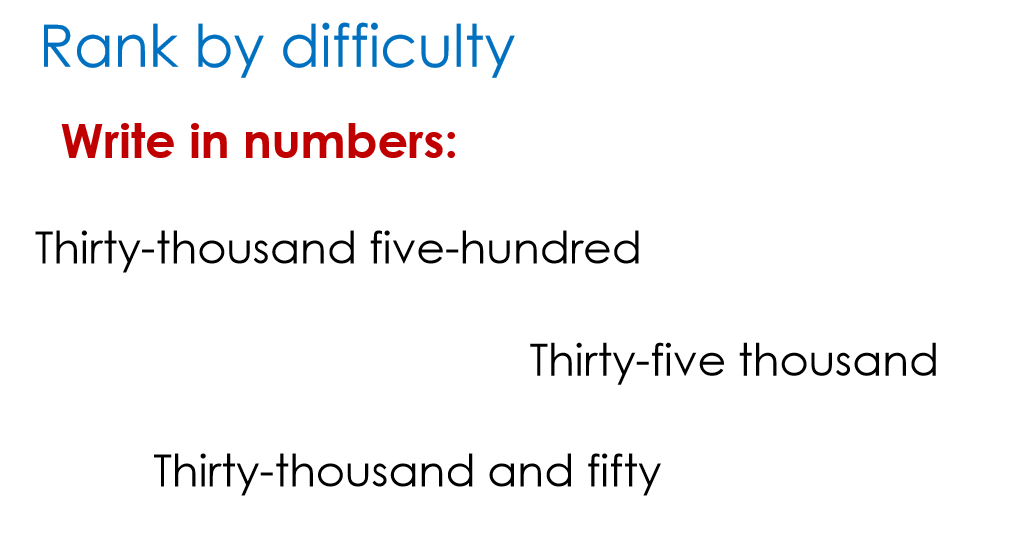 Rank by difficulty
Write in numbers:
Thirty-thousand five-hundred
Thirty-five thousand
Thirty-thousand and fifty